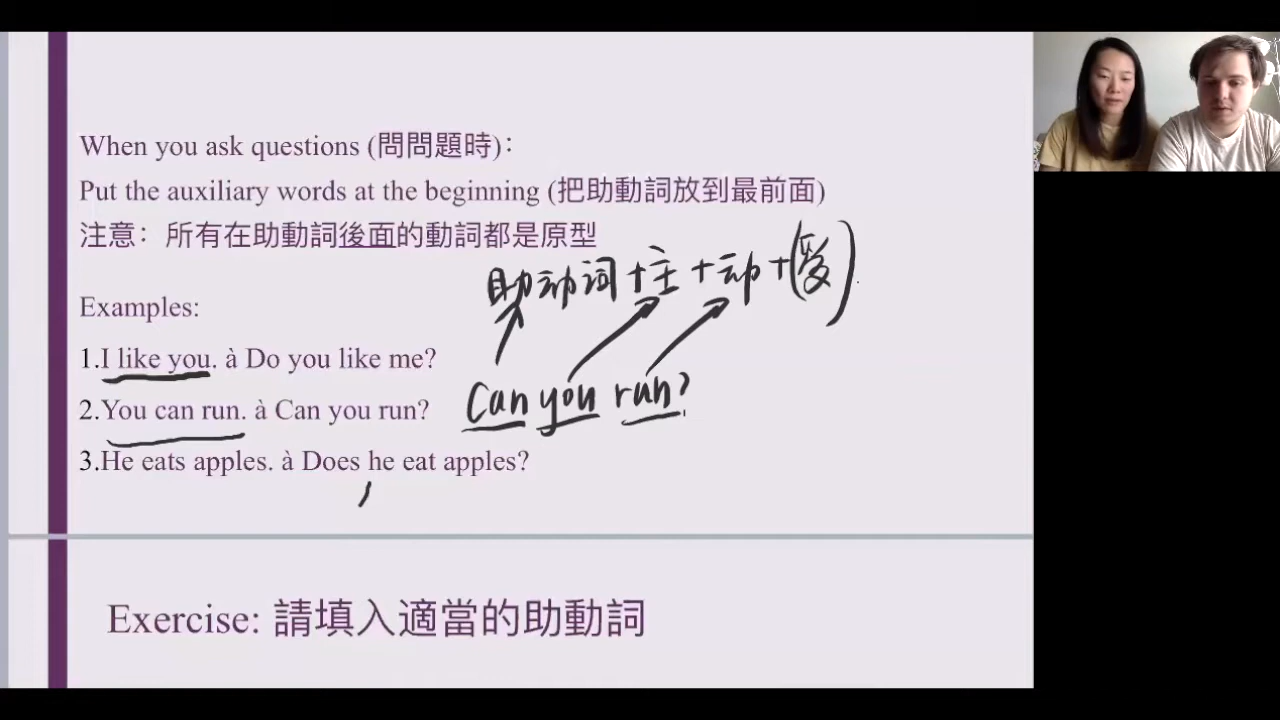 When you ask questions (問問題時)：
Put the auxiliary words at the beginning (把助動詞放到最前面)
注意： 所有在助動詞後面的動詞都是原型
助动词+主+动+(受)
Examples:
1.I like you. à Do you like me?
2.You can run. à Can you run?
Can you run?
3.He eats apples. à Does he eat apples?
Exercise: 請填入適當的助動詞